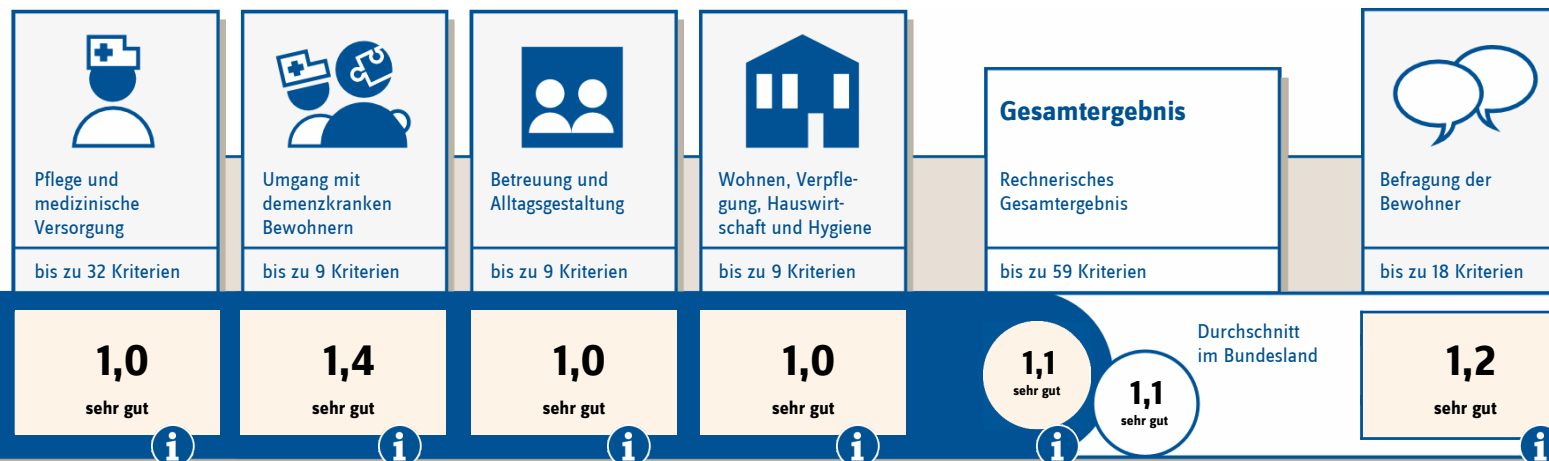 Pflege und
medizinische
Versorgung
bis zu 32 Kriterien
1,0
sehr gut
i
Umgang mit
demenzkranken
Bewohnern
bis zu 9 Kriterien
1,4
sehr gut
i
Betreuung und
Alltagsgestaltung
bis zu 9 Kriterien
1,0
sehr gut
i
Wohnen, Verpfle-
gung, Hauswirt-
schaft und Hygiene
bis zu 9 Kriterien
1,0
sehr gut
i
Gesamtergebnis
Rechnerisches
Gesamtergebnis
bis zu 59 Kriterien
1,1
sehr gut
i
1,1
sehr gut
Durchschnitt
im Bundesland
Befragung der
Bewohner
bis zu 18 Kriterien
1,2
sehr gut
i